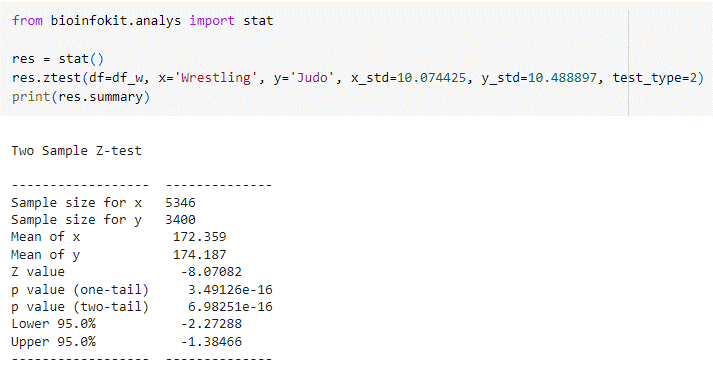 from bioinfokit.analys import stat
res = stat()
res.ztest(df=df_w, x='Wrestling', y='Judo', x_std=10.074425, y_std=10.488897, test_type=2)
print(res.summary)
Two Sample Z-test
------------------  --------------
Sample size for x   5346
Sample size for y   3400
Mean of x            172.359
Mean of y            174.187
Z value               -8.07082
p value (one-tail)     3.49126e-16
p value (two-tail)     6.98251e-16
Lower 95.0%           -2.27288
Upper 95.0%           -1.38466
------------------  --------------